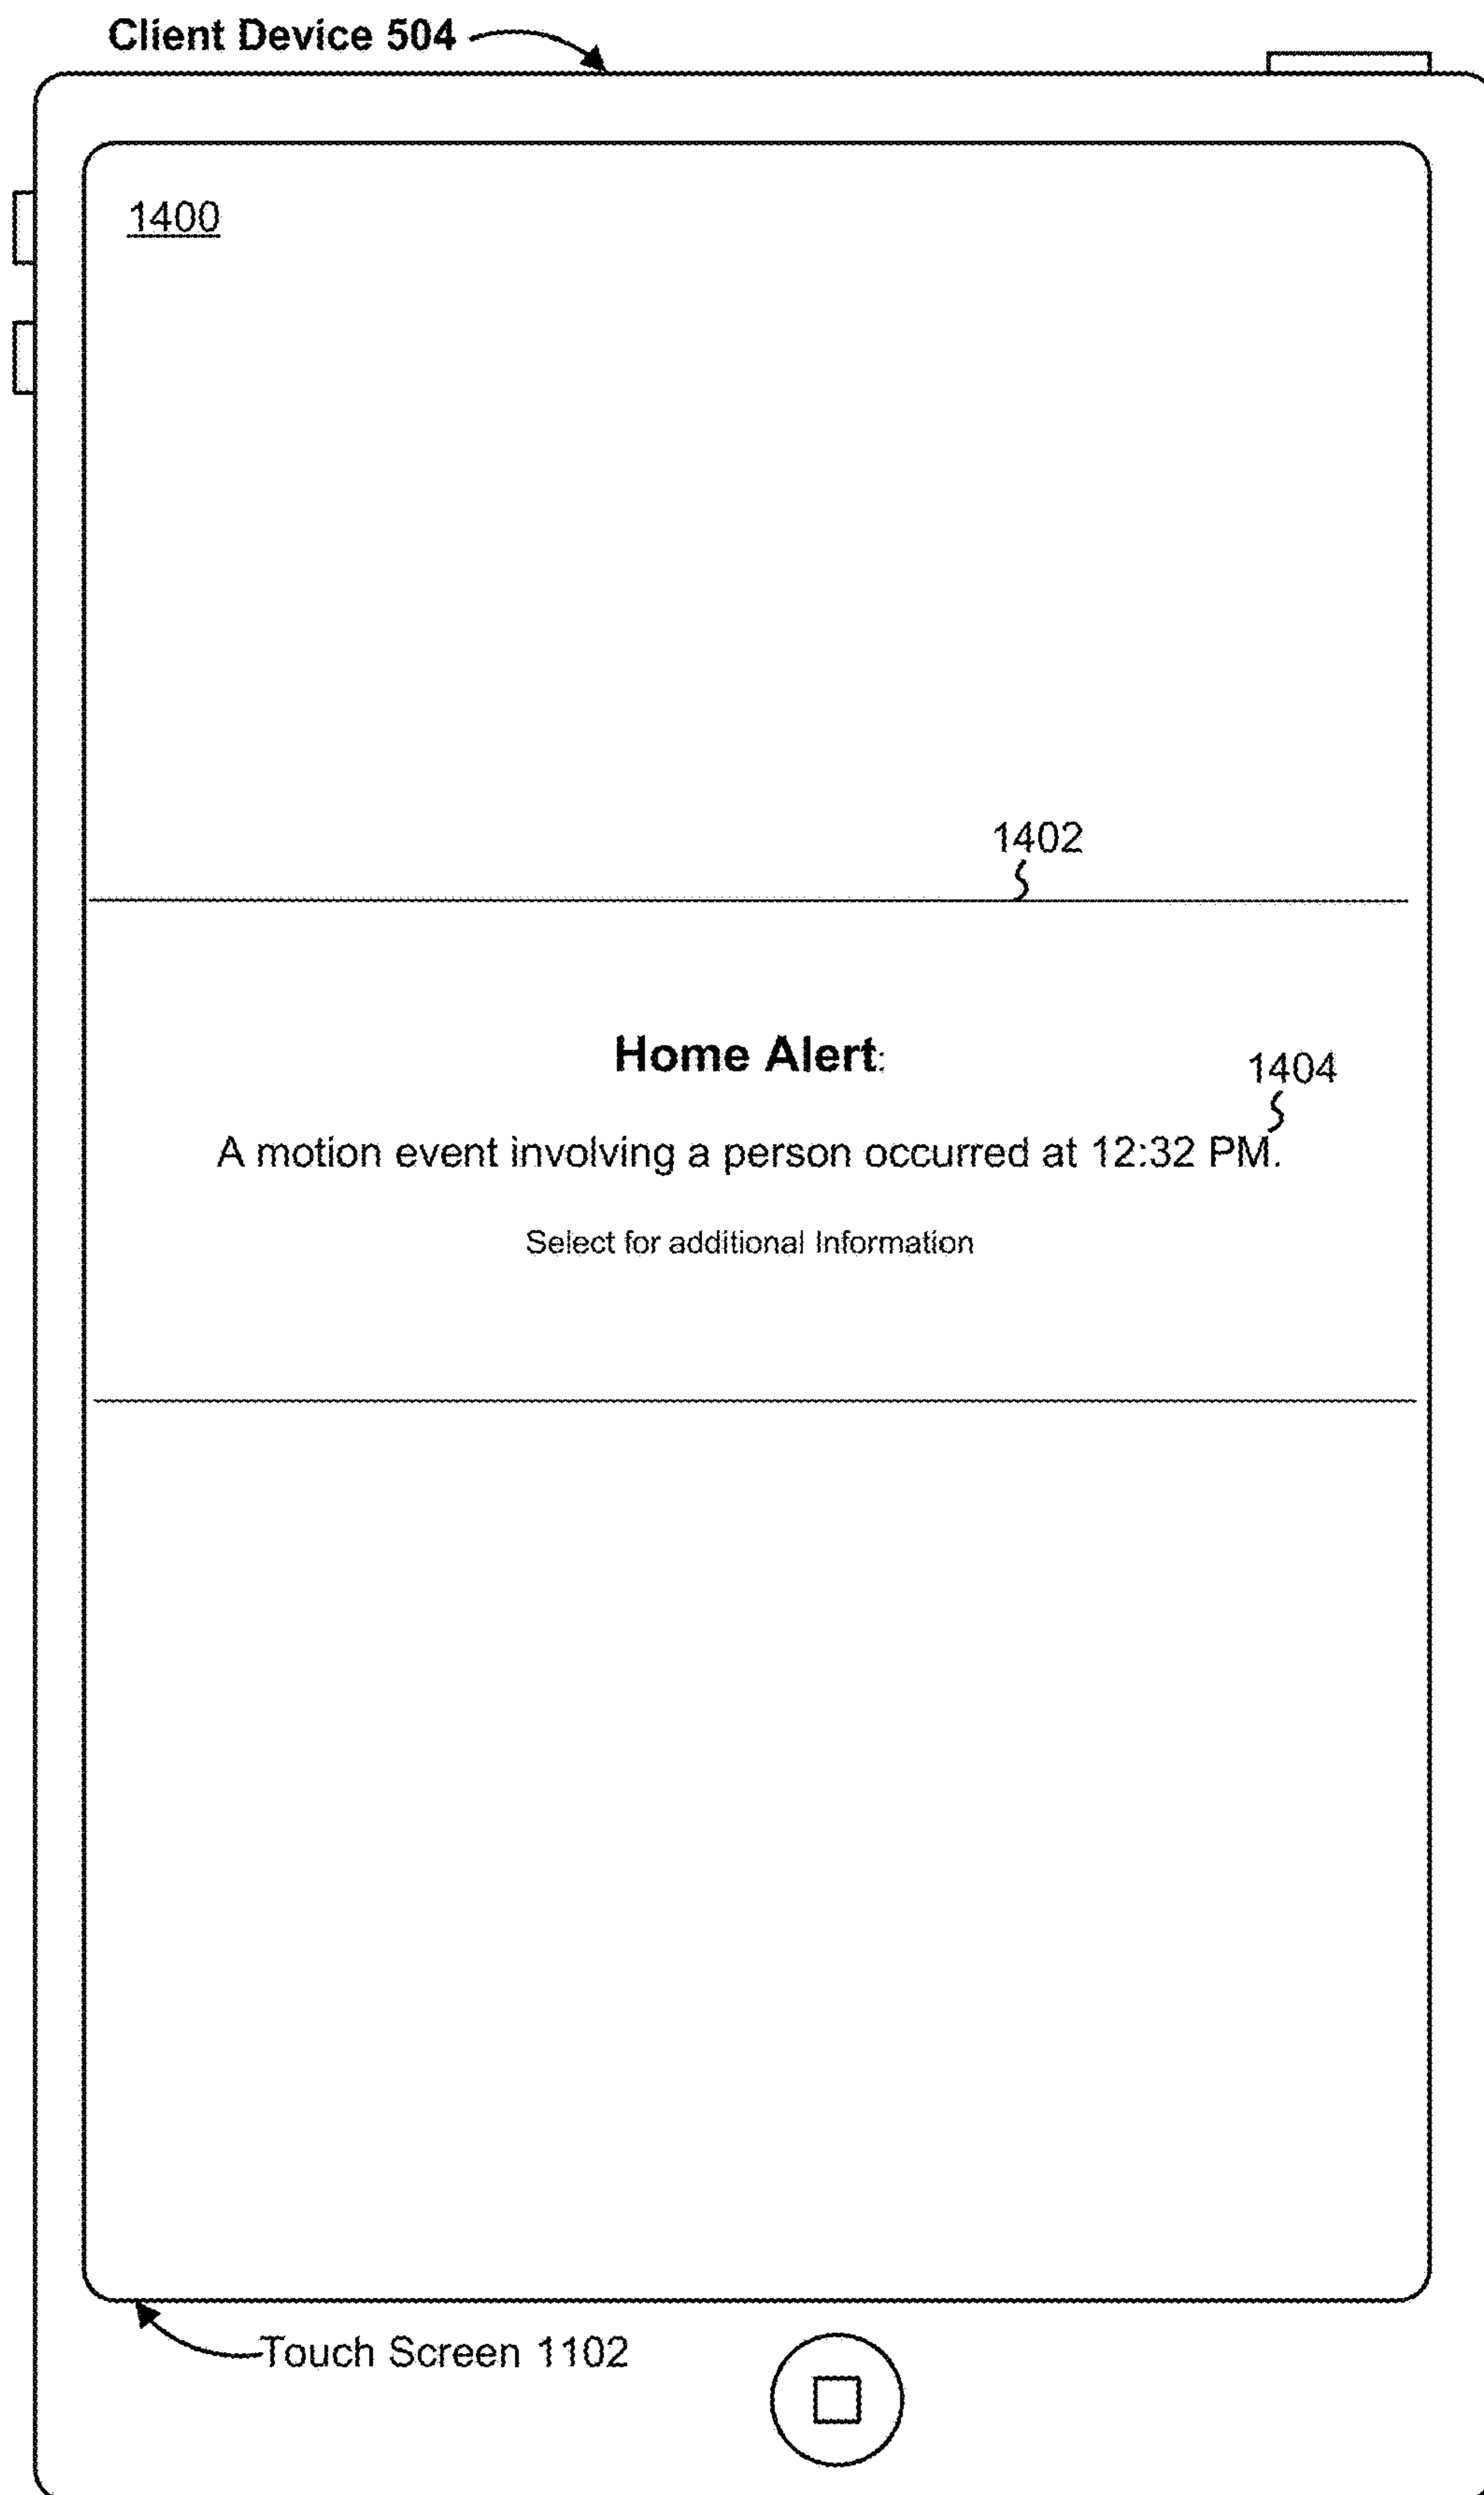 Client Device 504
1400
1402
Home Alert:
1404
A motion event involving a person occurred at 12:32 PM.
Select for additional Information
Touch Screen 1102